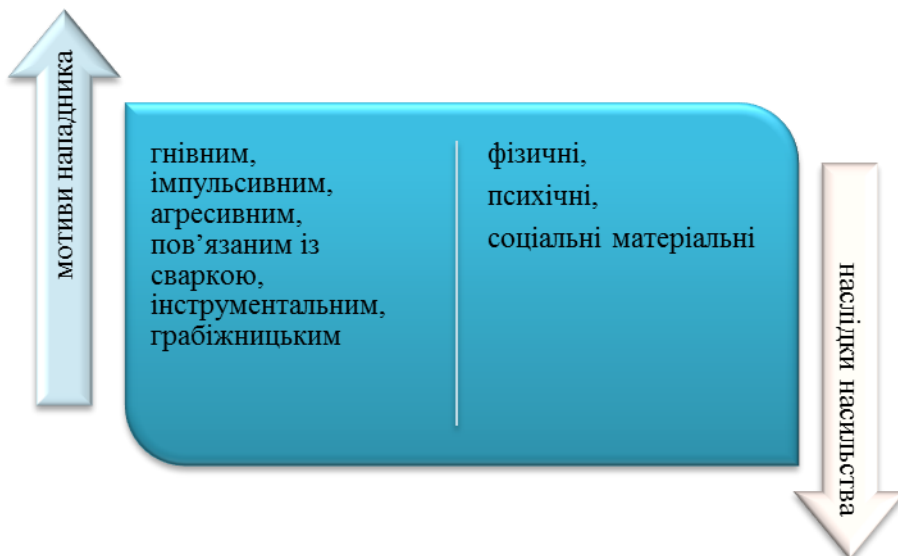 мотиви нападника
гнівним,
імпульсивним,
агресивним,
пов’язаним із
сваркою,
інструментальним,
грабіжницьким
фізичні,
психічні,
соціальні матеріальні
наслідки насильства